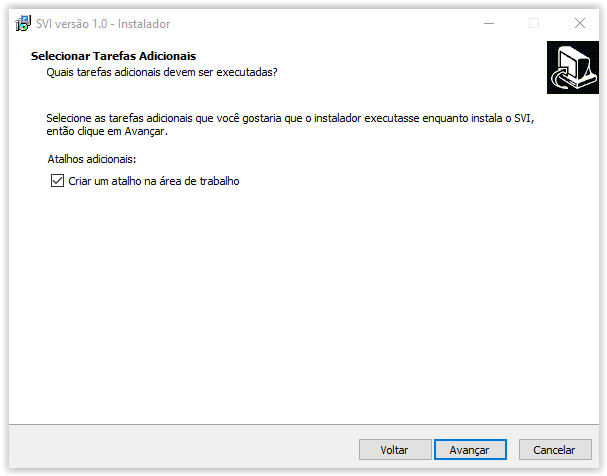 SVI versão 1.0 - Instalador
Selecionar Tarefas Adicionais
Quais tarefas adicionais devem ser executadas?
Selecione as tarefas adicionais que você gostaria que o instalador executasse enquanto instala o SVI,
então clique em Avançar.
Atalhos adicionais:
Criar um atalho na área de trabalho
Voltar Avançar Cancelar